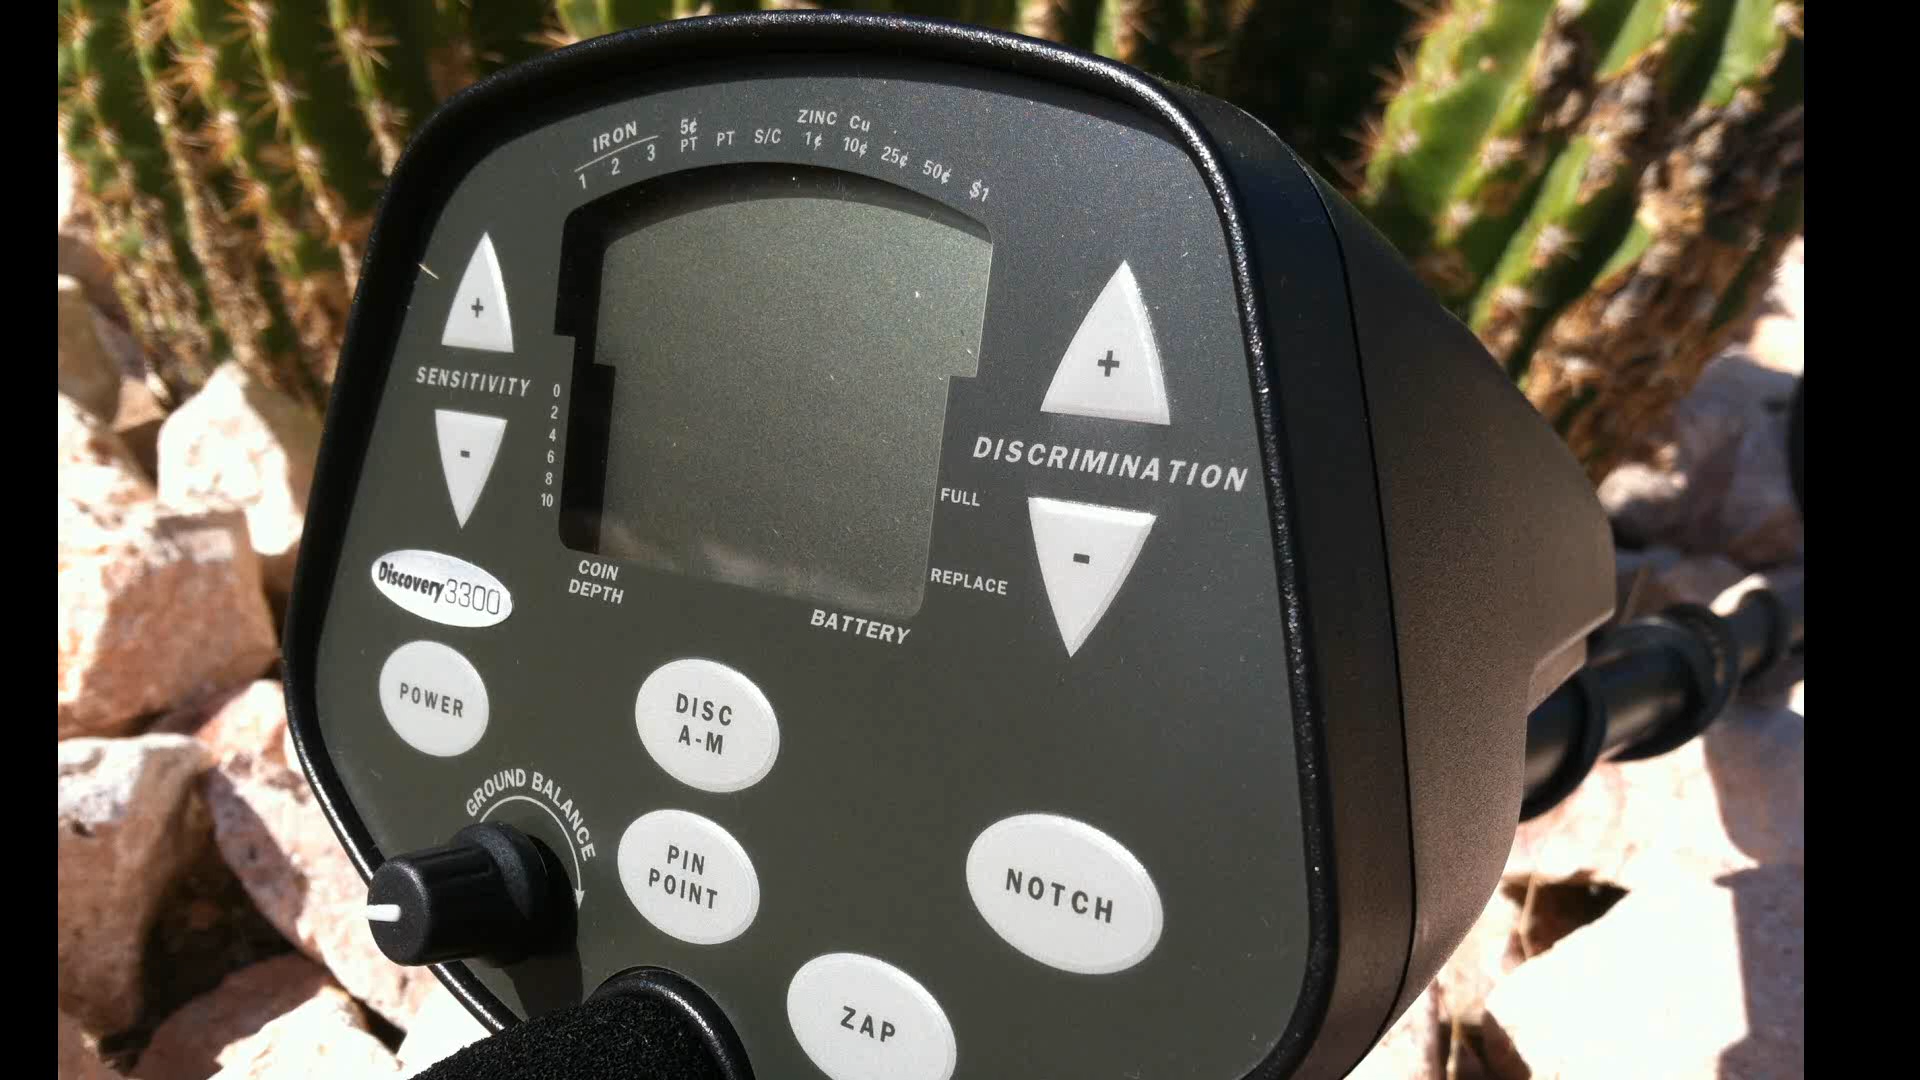 ZINC Cu
IRON 5¢
1 2 3 PT PT S/C 1¢ 10¢ 25¢ 50¢ $1
+
+
SENSITIVITY
-
0
2
4
6
8
10
DISCRIMINATION
-
FULL
REPLACE
COIN
DEPTH
BATTERY
Discovery 3300
POWER
DISC
A-M
GROUND BALANCE
PIN
POINT
NOTCH
ZAP